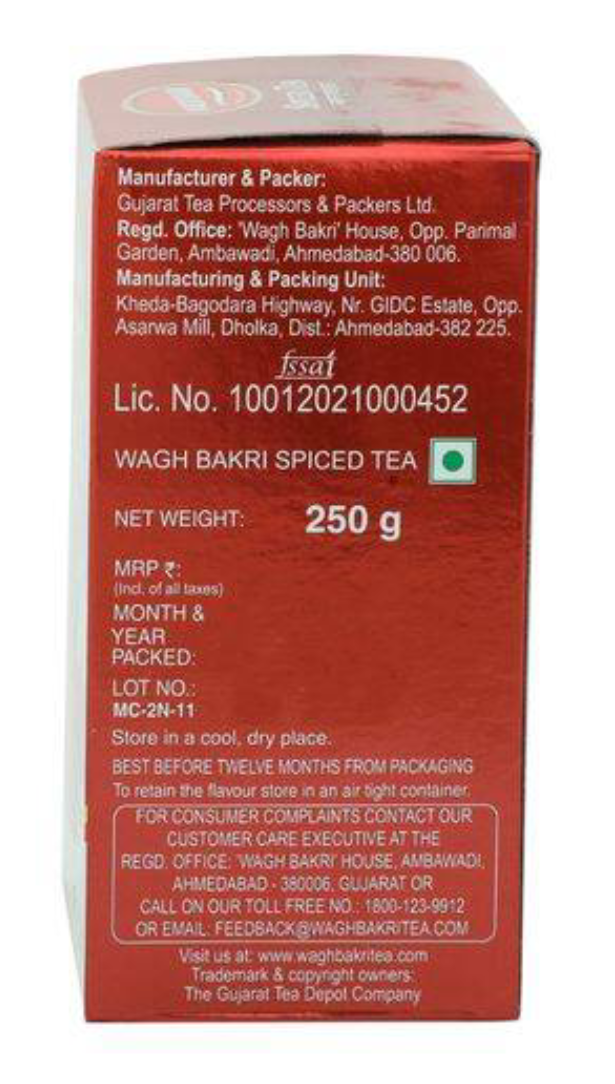 Manufacturer & Packer:
Gujarat Tea Processors & Packers Ltd.
Regd. Office: 'Wagh Bakri' House, Opp. Parimal
Garden, Ambawadi, Ahmedabad-380 006.
Manufacturing & Packing Unit:
Kheda-Bagodara Highway, Nr. GIDC Estate, Opp.
Asarwa Mill, Dholka, Dist.: Ahmedabad-382 225.
fssai
Lic. No. 10012021000452
WAGH BAKRI SPICED TEA
NET WEIGHT: 250 g
MRP ₹:
(Incl. of all taxes)
MONTH &
YEAR
PACKED:
LOT NO.:
MC-2N-11
Store in a cool, dry place.
BEST BEFORE TWELVE MONTHS FROM PACKAGING
To retain the flavour store in an air tight container.
FOR CONSUMER COMPLAINTS CONTACT OUR
CUSTOMER CARE EXECUTIVE AT THE
REGD. OFFICE: 'WAGH BAKRI' HOUSE, AMBAWADI,
AHMEDABAD - 380006. GUJARAT OR
CALL ON OUR TOLL FREE NO.: 1800-123-9912
OR EMAIL: FEEDBACK@WAGHBAKRITEA.COM
Visit us at: www.waghbakritea.com
Trademark & copyright owners:
The Gujarat Tea Depot Company